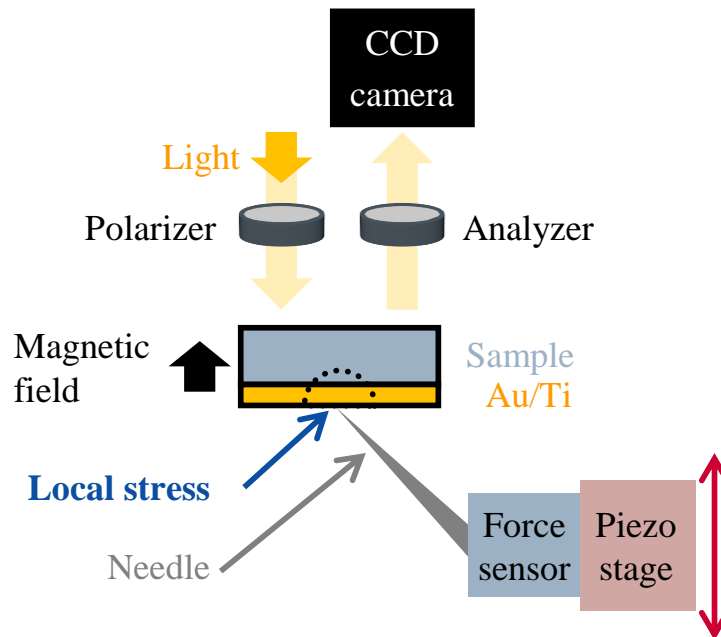 CCD
camera
Light
Polarizer
Analyzer
Magnetic
field
Sample
Au/Ti
Local stress
Needle
Force
sensor
Piezo
stage